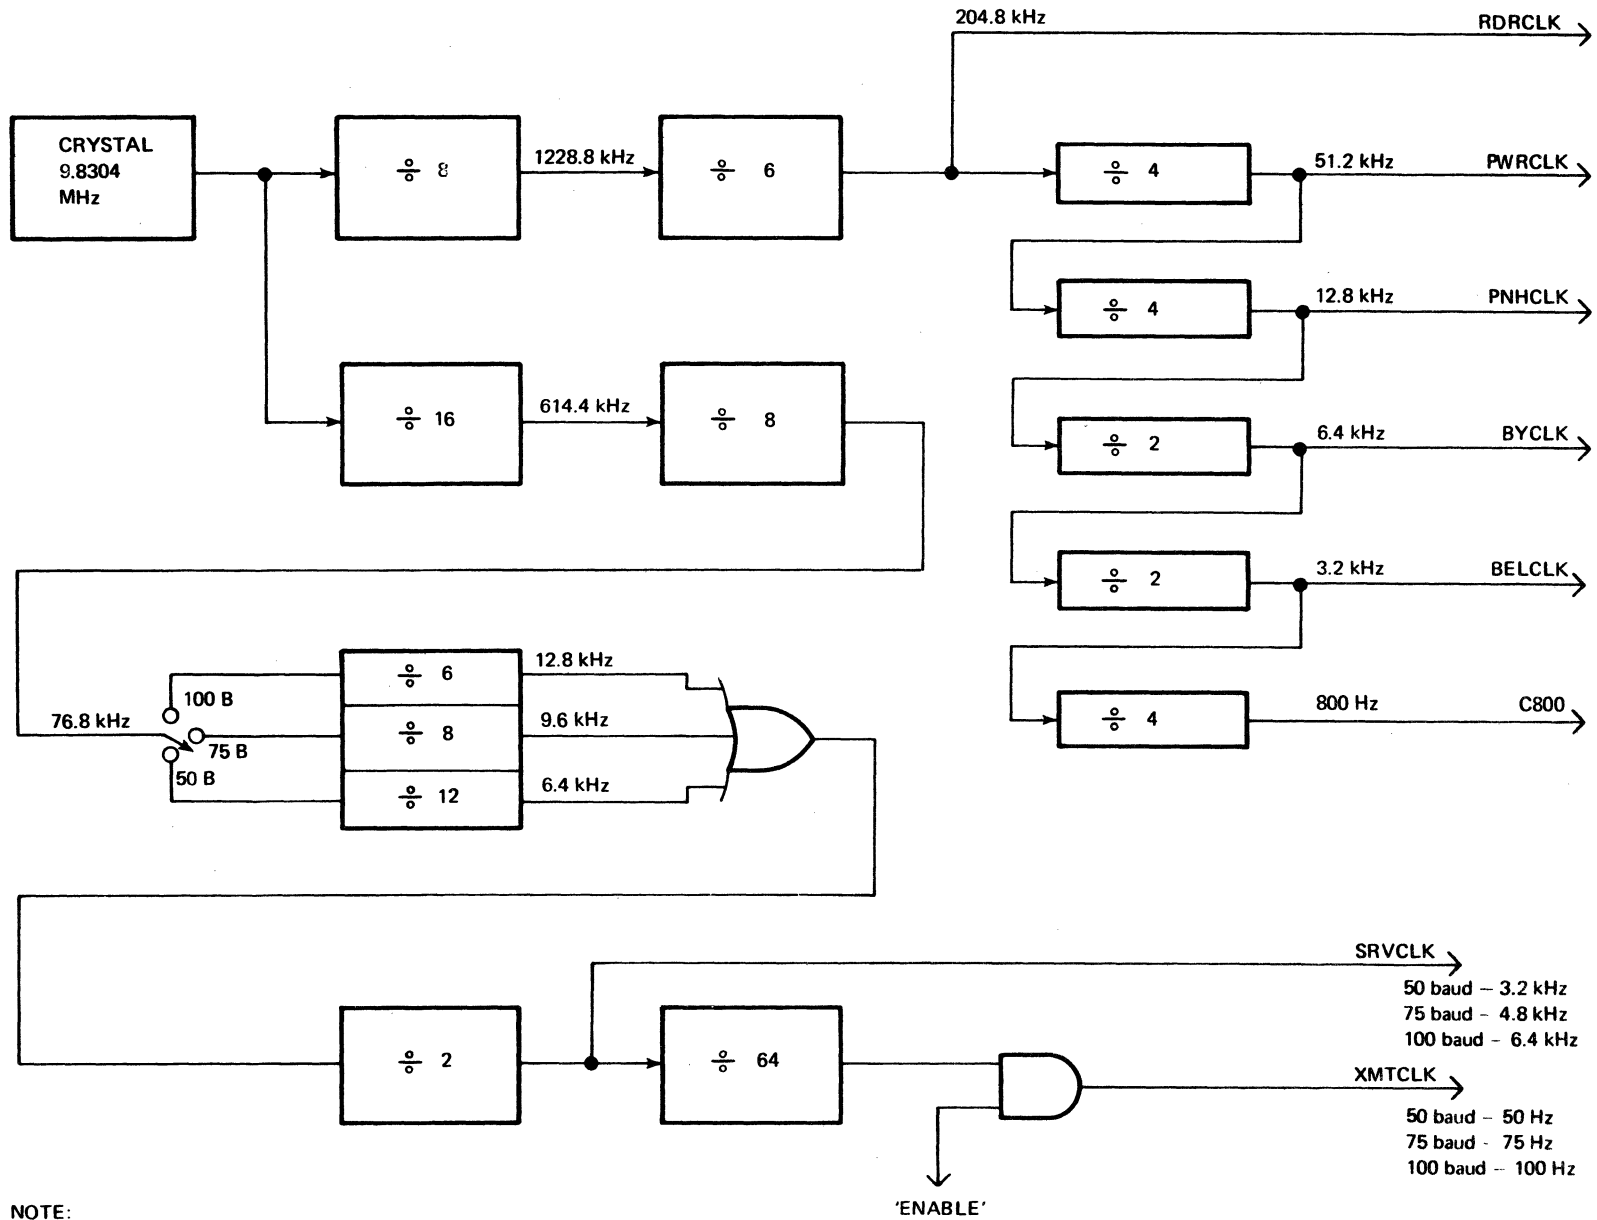 204.8 kHz
RDRCLK
CRYSTAL
9.8304
MHz
÷ 8
1228.8 kHz
÷ 6
÷ 4
51.2 kHz
PWRCLK
÷ 4
12.8 kHz
PNHCLK
÷ 16
614.4 kHz
÷ 8
÷ 2
6.4 kHz
BYCLK
÷ 2
3.2 kHz
BELCLK
÷ 4
800 Hz
C800
76.8 kHz
100 B
75 B
50 B
÷ 6
12.8 kHz
÷ 8
9.6 kHz
÷ 12
6.4 kHz
÷ 2
÷ 64
SRVCLK
50 baud – 3.2 kHz
75 baud - 4.8 kHz
100 baud - 6.4 kHz
XMTCLK
50 baud – 50 Hz
75 baud - 75 Hz
100 baud – 100 Hz
'ENABLE'
NOTE: